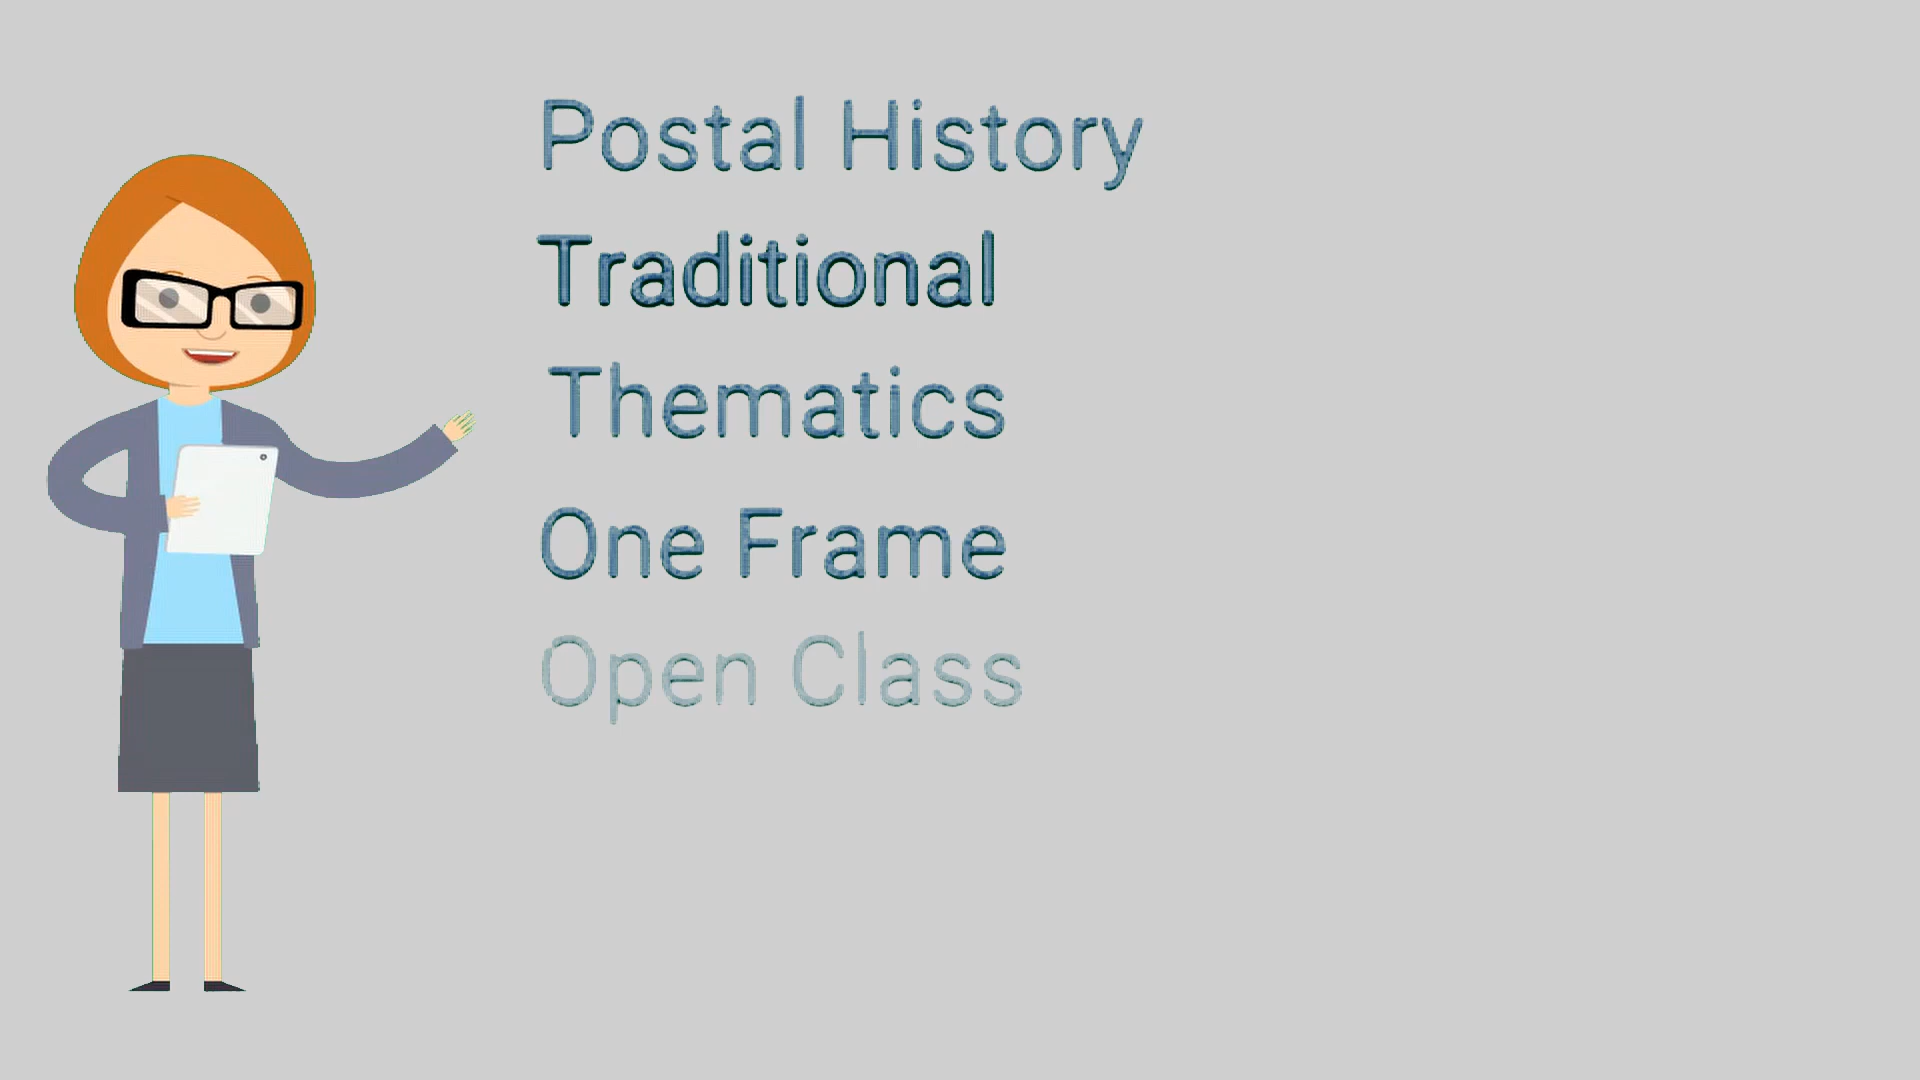 Postal History
Traditional
Thematics
One Frame
Open Class